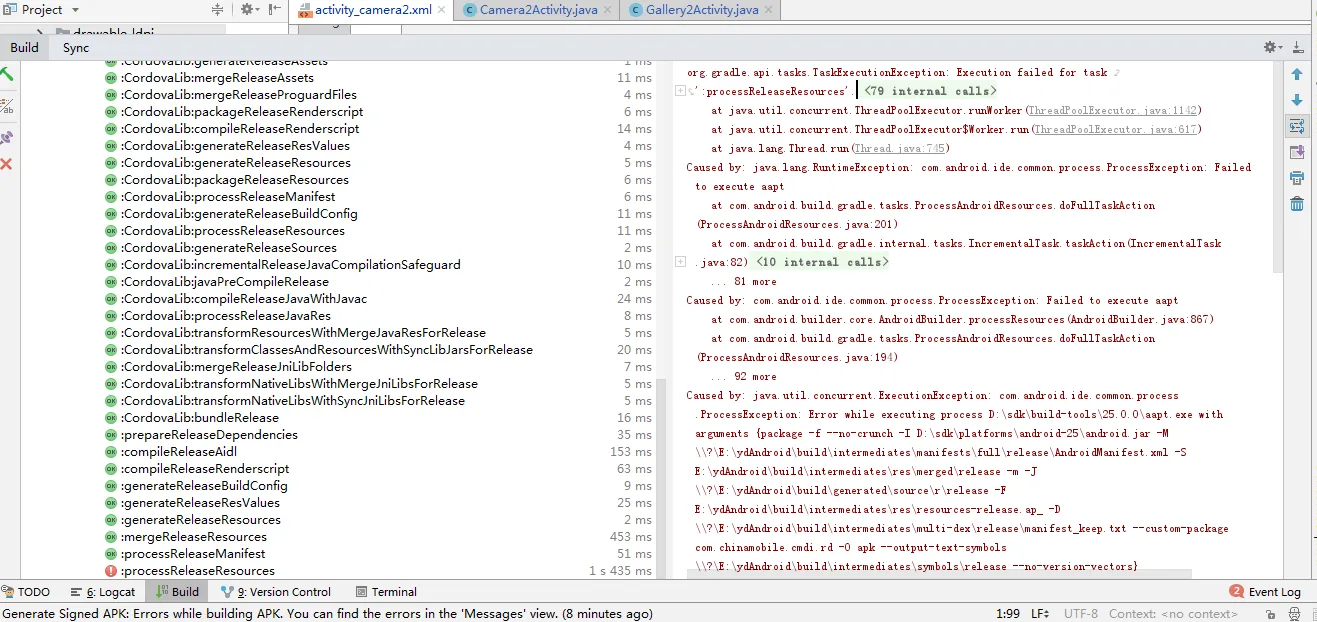 Project
activity_camera2.xml
Camera2Activity.java
Gallery2Activity.java
drawable-ldpi
Build Sync
:CordovaLib:generateReleaseAssets 1 ms
:CordovaLib:mergeReleaseAssets 11 ms
:CordovaLib:mergeReleaseProguardFiles 4 ms
:CordovaLib:packageReleaseRenderscript 6 ms
:CordovaLib:compileReleaseRenderscript 14 ms
:CordovaLib:generateReleaseResValues 4 ms
:CordovaLib:generateReleaseResources 5 ms
:CordovaLib:packageReleaseResources 6 ms
:CordovaLib:processReleaseManifest 6 ms
:CordovaLib:generateReleaseBuildConfig 11 ms
:CordovaLib:processReleaseResources 11 ms
:CordovaLib:generateReleaseSources 2 ms
:CordovaLib:incrementalReleaseJavaCompilationSafeguard 10 ms
:CordovaLib:javaPreCompileRelease 2 ms
:CordovaLib:compileReleaseJavaWithJavac 24 ms
:CordovaLib:processReleaseJavaRes 8 ms
:CordovaLib:transformResourcesWithMergeJavaResForRelease 5 ms
:CordovaLib:transformClassesAndResourcesWithSyncLibJarsForRelease 20 ms
:CordovaLib:mergeReleaseJniLibFolders 7 ms
:CordovaLib:transformNativeLibsWithMergeJniLibsForRelease 5 ms
:CordovaLib:transformNativeLibsWithSyncJniLibsForRelease 5 ms
:CordovaLib:bundleRelease 16 ms
:prepareReleaseDependencies 35 ms
:compileReleaseAidl 153 ms
:compileReleaseRenderscript 63 ms
:generateReleaseBuildConfig 9 ms
:generateReleaseResValues 25 ms
:generateReleaseResources 2 ms
:mergeReleaseResources 453 ms
:processReleaseManifest 51 ms
:processReleaseResources 1 s 435 ms
org.gradle.api.tasks.TaskExecutionException: Execution failed for task
':processReleaseResources'. <79 internal calls>
at java.util.concurrent.ThreadPoolExecutor.runWorker(ThreadPoolExecutor.java:1142)
at java.util.concurrent.ThreadPoolExecutor$Worker.run(ThreadPoolExecutor.java:617)
at java.lang.Thread.run(Thread.java:745)
Caused by: java.lang.RuntimeException: com.android.ide.common.process.ProcessException: Failed
to execute aapt
at com.android.build.gradle.tasks.ProcessAndroidResources.doFullTaskAction
(ProcessAndroidResources.java:201)
at com.android.build.gradle.internal.tasks.IncrementalTask.taskAction(IncrementalTask
.java:82) <10 internal calls>
... 81 more
Caused by: com.android.ide.common.process.ProcessException: Failed to execute aapt
at com.android.builder.core.AndroidBuilder.processResources(AndroidBuilder.java:867)
at com.android.build.gradle.tasks.ProcessAndroidResources.doFullTaskAction
(ProcessAndroidResources.java:194)
... 92 more
Caused by: java.util.concurrent.ExecutionException: com.android.ide.common.process
.ProcessException: Error while executing process D:\sdk\build-tools\25.0.0\aapt.exe with
arguments {package -f --no-crunch -I D:\sdk\platforms\android-25\android.jar -M
\\?\E:\ydAndroid\build\intermediates\manifests\full\release\AndroidManifest.xml -S
E:\ydAndroid\build\intermediates\res\merged\release -m -J
\\?\E:\ydAndroid\build\generated\source\r\release -F
E:\ydAndroid\build\intermediates\res\resources-release.ap_ -D
\\?\E:\ydAndroid\build\intermediates\multi-dex\release\manifest_keep.txt --custom-package
com.chinamobile.cmdi.rd -0 apk --output-text-symbols
\\?\E:\ydAndroid\build\intermediates\symbols\release --no-version-vectors}
TODO 6: Logcat Build 9: Version Control Terminal 2 Event Log
Generate Signed APK: Errors while building APK. You can find the errors in the 'Messages' view. (8 minutes ago) 1:99 LF UTF-8 Context: <no context>